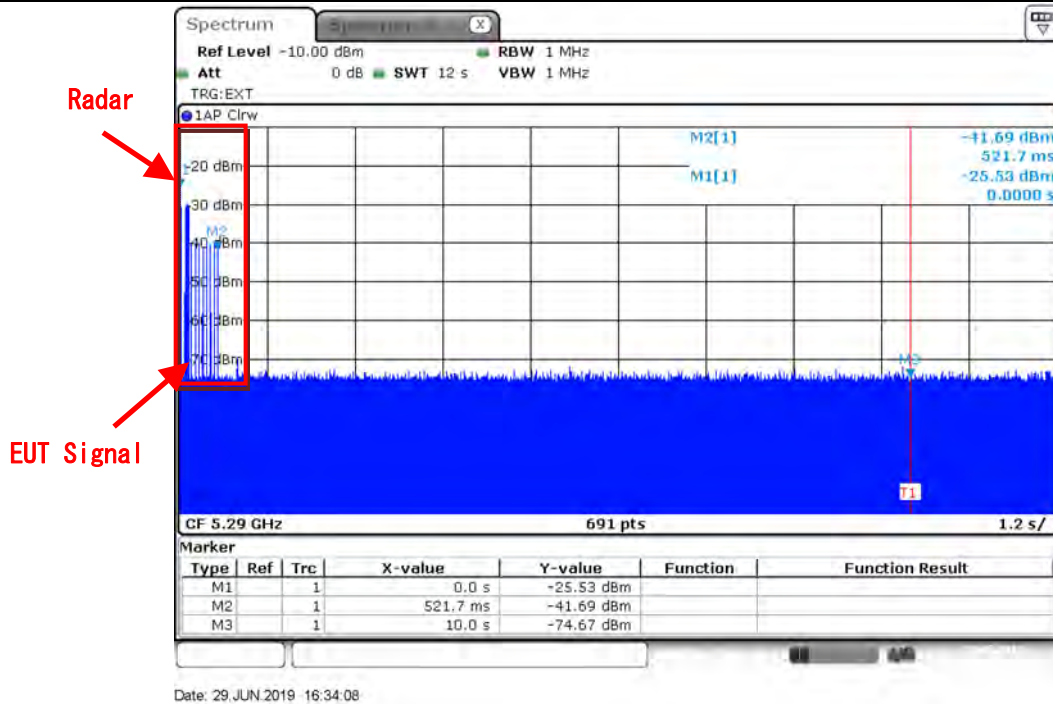 Spectrum
X
Ref Level -10.00 dBm RBW 1 MHz
Att 0 dB SWT 12 s VBW 1 MHz
TRG:EXT
1AP Clrw
Radar
M2[1] -41.69 dBm
521.7 ms
M1[1] -25.53 dBm
0.0000 s
-20 dBm
-30 dBm
M2
-40 dBm
-50 dBm
-60 dBm
-70 dBm
M3
EUT Signal
T1
CF 5.29 GHz 691 pts 1.2 s/
Marker
Type Ref Trc X-value Y-value Function Function Result
M1 1 0.0 s -25.53 dBm
M2 1 521.7 ms -41.69 dBm
M3 1 10.0 s -74.67 dBm
Date: 29.JUN.2019 16:34:08